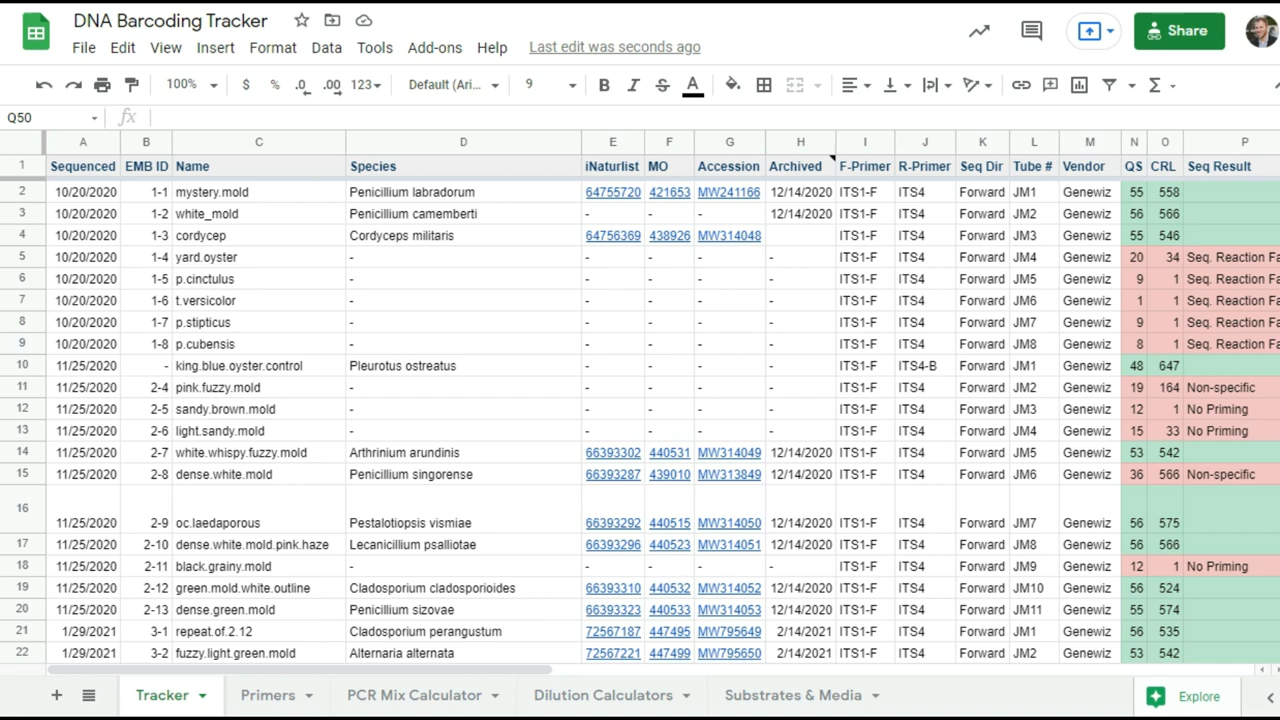 DNA Barcoding Tracker
File Edit View Insert Format Data Tools Add-ons Help Last edit was seconds ago
Share
100% $ % .0 .00 123 Default (Ari... 9 B I S A
Q50 fx
A B C D E F G H I J K L M N O P
1 Sequenced EMB ID Name Species iNaturlist MO Accession Archived F-Primer R-Primer Seq Dir Tube # Vendor QS CRL Seq Result
2 10/20/2020 1-1 mystery.mold Penicillium labradorum 64755720 421653 MW241166 12/14/2020 ITS1-F ITS4 Forward JM1 Genewiz 55 558
3 10/20/2020 1-2 white_mold Penicillium camemberti - - - 12/14/2020 ITS1-F ITS4 Forward JM2 Genewiz 56 566
4 10/20/2020 1-3 cordycep Cordyceps militaris 64756369 438926 MW314048 ITS1-F ITS4 Forward JM3 Genewiz 55 546
5 10/20/2020 1-4 yard.oyster - - - - ITS1-F ITS4 Forward JM4 Genewiz 20 34 Seq. Reaction Fa
6 10/20/2020 1-5 p.cinctulus - - - - ITS1-F ITS4 Forward JM5 Genewiz 9 1 Seq. Reaction Fa
7 10/20/2020 1-6 t.versicolor - - - - ITS1-F ITS4 Forward JM6 Genewiz 1 1 Seq. Reaction Fa
8 10/20/2020 1-7 p.stipticus - - - - ITS1-F ITS4 Forward JM7 Genewiz 9 1 Seq. Reaction Fa
9 10/20/2020 1-8 p.cubensis - - - - ITS1-F ITS4 Forward JM8 Genewiz 8 1 Seq. Reaction Fa
10 11/25/2020 - king.blue.oyster.control Pleurotus ostreatus ITS1-F ITS4-B Forward JM1 Genewiz 48 647
11 11/25/2020 2-4 pink.fuzzy.mold - - - - ITS1-F ITS4 Forward JM2 Genewiz 19 164 Non-specific
12 11/25/2020 2-5 sandy.brown.mold - - - - ITS1-F ITS4 Forward JM3 Genewiz 12 1 No Priming
13 11/25/2020 2-6 light.sandy.mold - - - - ITS1-F ITS4 Forward JM4 Genewiz 15 33 No Priming
14 11/25/2020 2-7 white.whispy.fuzzy.mold Arthrinium arundinis 66393302 440531 MW314049 12/14/2020 ITS1-F ITS4 Forward JM5 Genewiz 53 542
15 11/25/2020 2-8 dense.white.mold Penicillium singorense 66393287 439010 MW313849 12/14/2020 ITS1-F ITS4 Forward JM6 Genewiz 36 566 Non-specific
16 11/25/2020 2-9 oc.laedaporous Pestalotiopsis vismiae 66393292 440515 MW314050 12/14/2020 ITS1-F ITS4 Forward JM7 Genewiz 56 575
17 11/25/2020 2-10 dense.white.mold.pink.haze Lecanicillium psalliotae 66393296 440523 MW314051 12/14/2020 ITS1-F ITS4 Forward JM8 Genewiz 56 566
18 11/25/2020 2-11 black.grainy.mold - - - - ITS1-F ITS4 Forward JM9 Genewiz 12 1 No Priming
19 11/25/2020 2-12 green.mold.white.outline Cladosporium cladosporioides 66393310 440532 MW314052 12/14/2020 ITS1-F ITS4 Forward JM10 Genewiz 56 524
20 11/25/2020 2-13 dense.green.mold Penicillium sizovae 66393323 440533 MW314053 12/14/2020 ITS1-F ITS4 Forward JM11 Genewiz 55 574
21 1/29/2021 3-1 repeat.of.2.12 Cladosporium perangustum 72567187 447495 MW795649 2/14/2021 ITS1-F ITS4 Forward JM1 Genewiz 56 535
22 1/29/2021 3-2 fuzzy.light.green.mold Alternaria alternata 72567221 447499 MW795650 2/14/2021 ITS1-F ITS4 Forward JM2 Genewiz 53 542
Tracker Primers PCR Mix Calculator Dilution Calculators Substrates & Media Explore